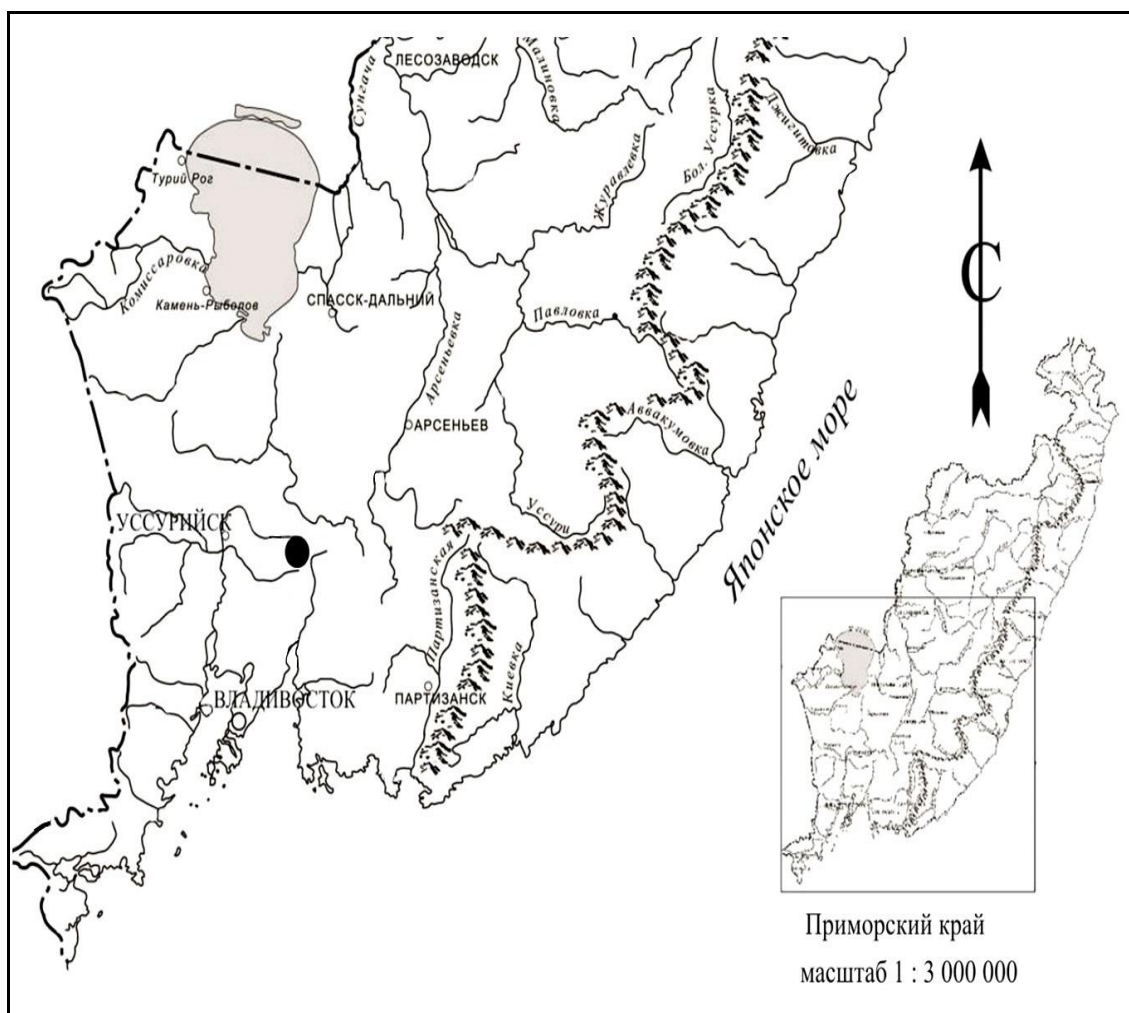 ЛЕСОЗАВОДСК
Сунгача
Малиновка
Журавлевка
Бол. Уссурка
Джигитовка
Турий Рог
Комиссаровка
Камень-Рыболов
СПАССК-ДАЛЬНИЙ
Арсеньевка
Павловка
АРСЕНЬЕВ
Аввакумовка
УССУРИЙСК
Уссури
Партизанская
Киевка
ПАРТИЗАНСК
ВЛАДИВОСТОК
Японское море
С
Приморский край
масштаб 1 : 3 000 000